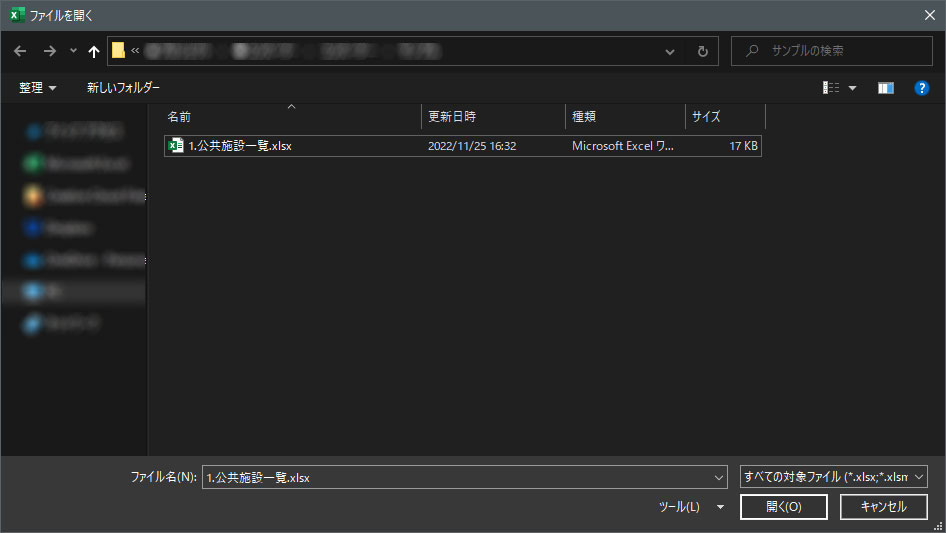 ファイルを開く
«
サンプルの検索
整理
新しいフォルダー
?
名前 更新日時 種類 サイズ
1.公共施設一覧.xlsx 2022/11/25 16:32 Microsoft Excel ワ... 17 KB
ファイル名(N): 1.公共施設一覧.xlsx すべての対象ファイル (*.xlsx;*.xlsm
ツール(L) 開く(O) キャンセル